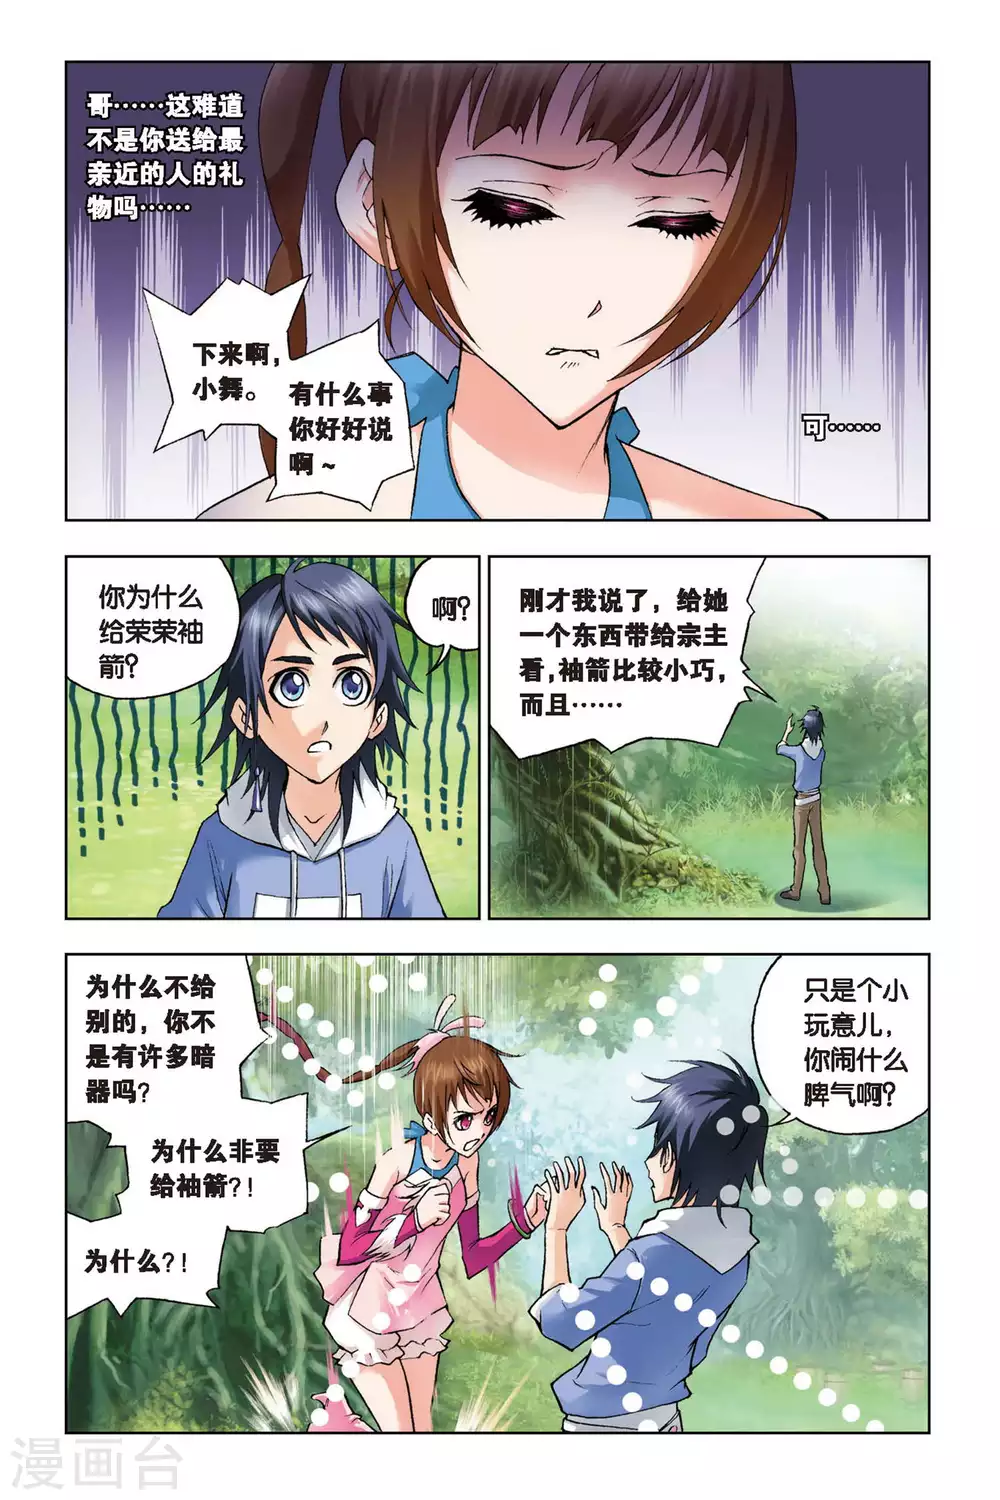 哥……这难道
不是你送给最
亲近的人的礼
物吗……
下来啊，
小舞。
有什么事
你好好说
啊～
可……
你为什么
给荣荣袖
箭？
啊？
刚才我说了，给她
一个东西带给宗主
看，袖箭比较小巧，
而且……
为什么不给
别的，你不
是有许多暗
器吗？
为什么非要
给袖箭？！
为什么？！
只是个小
玩意儿，
你闹什么
脾气啊？
漫画台